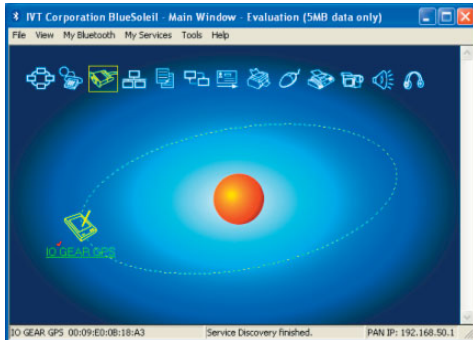 IVT Corporation BlueSoleil - Main Window - Evaluation (5MB data only)
File View My Bluetooth My Services Tools Help
IO GEAR GPS
IO GEAR GPS 00:09:E0:0B:18:A3 Service Discovery finished. PAN IP: 192.168.50.1